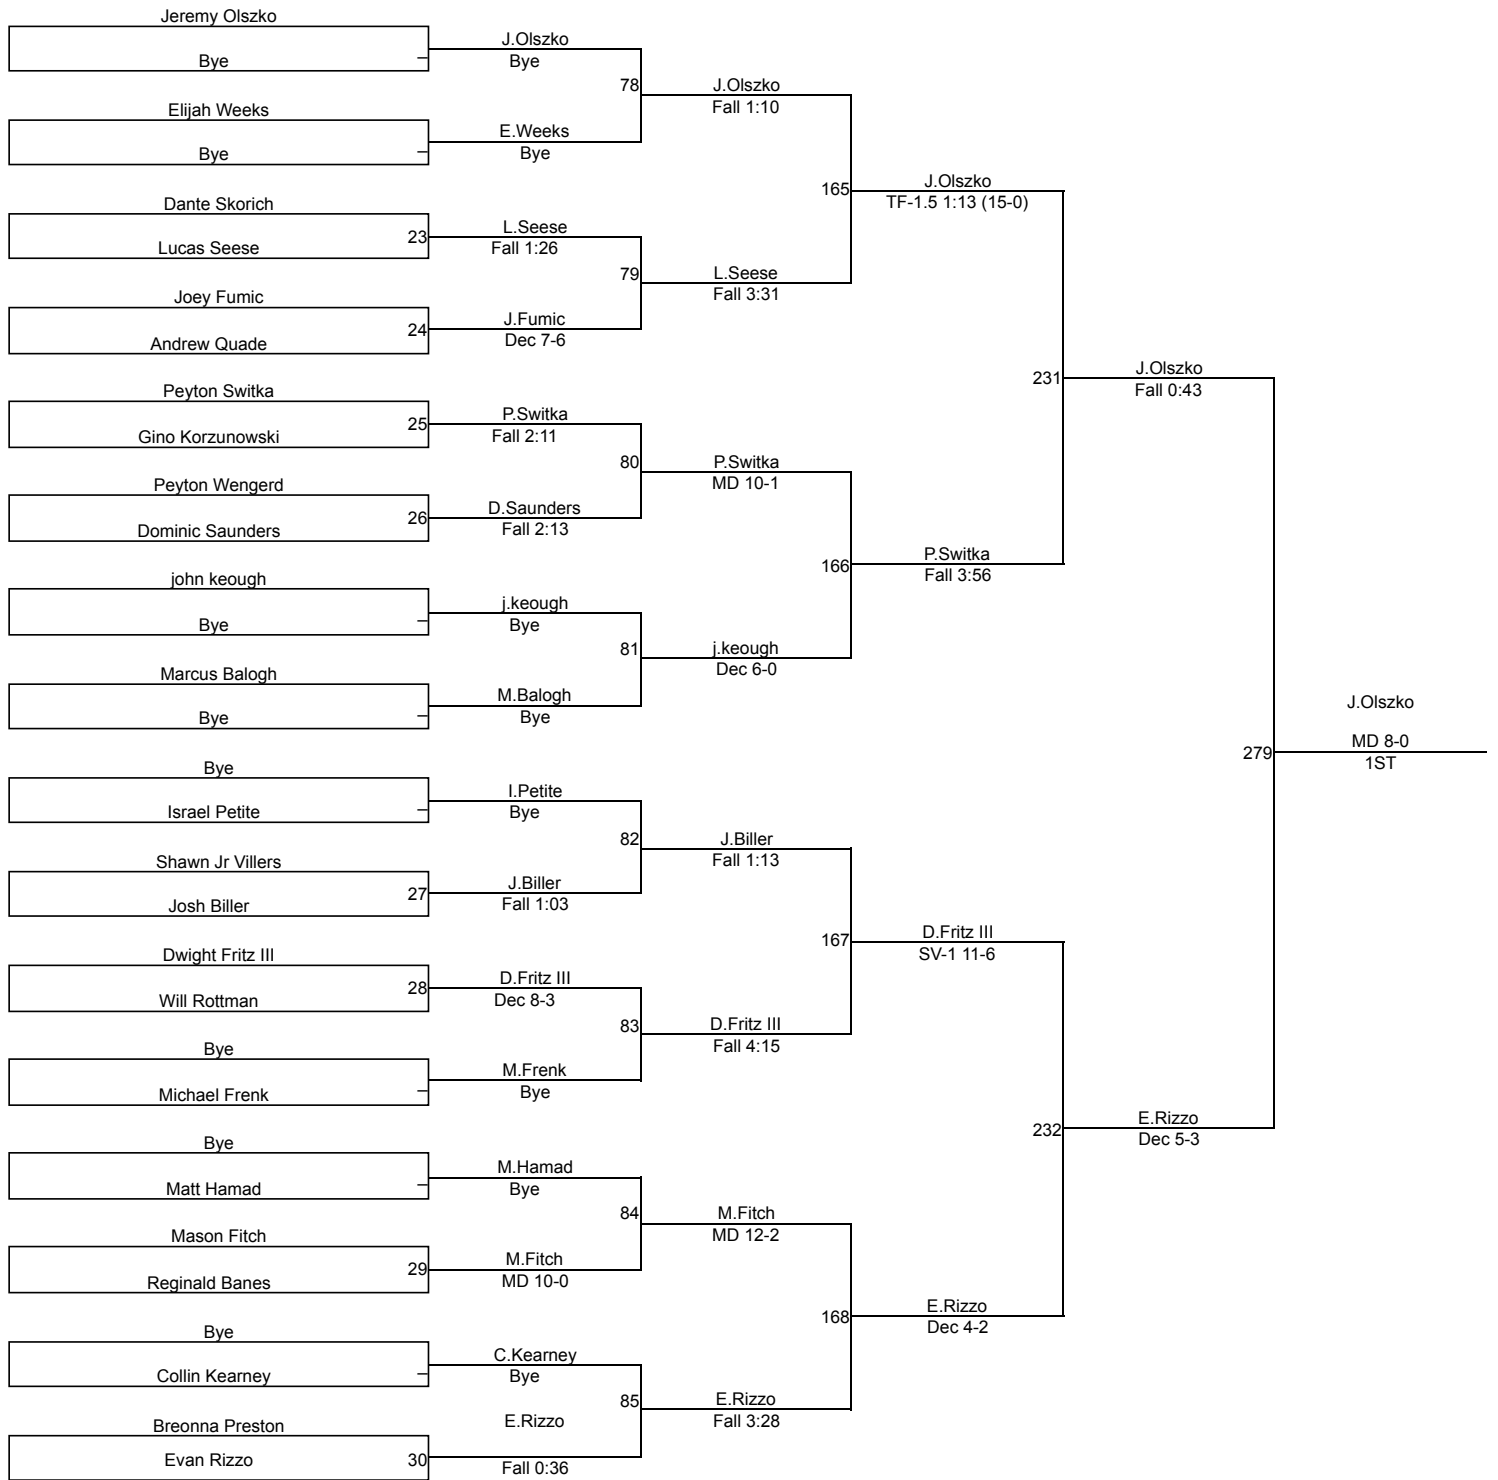 Jeremy Olszko
Bye
J.Olszko
Bye
78
J.Olszko
Fall 1:10
Elijah Weeks
Bye
E.Weeks
Bye
165
J.Olszko
TF-1.5 1:13 (15-0)
Dante Skorich
Lucas Seese
23
L.Seese
Fall 1:26
79
L.Seese
Fall 3:31
Joey Fumic
Andrew Quade
24
J.Fumic
Dec 7-6
231
J.Olszko
Fall 0:43
Peyton Switka
Gino Korzunowski
25
P.Switka
Fall 2:11
80
P.Switka
MD 10-1
Peyton Wengerd
Dominic Saunders
26
D.Saunders
Fall 2:13
166
P.Switka
Fall 3:56
john keough
Bye
j.keough
Bye
81
j.keough
Dec 6-0
Marcus Balogh
Bye
M.Balogh
Bye
279
J.Olszko
MD 8-0
1ST
Bye
Israel Petite
I.Petite
Bye
82
J.Biller
Fall 1:13
Shawn Jr Villers
Josh Biller
27
J.Biller
Fall 1:03
167
D.Fritz III
SV-1 11-6
Dwight Fritz III
Will Rottman
28
D.Fritz III
Dec 8-3
83
D.Fritz III
Fall 4:15
Bye
Michael Frenk
M.Frenk
Bye
232
E.Rizzo
Dec 5-3
Bye
Matt Hamad
M.Hamad
Bye
84
M.Fitch
MD 12-2
Mason Fitch
Reginald Banes
29
M.Fitch
MD 10-0
168
E.Rizzo
Dec 4-2
Bye
Collin Kearney
C.Kearney
Bye
85
E.Rizzo
Fall 3:28
Breonna Preston
Evan Rizzo
30
E.Rizzo
Fall 0:36